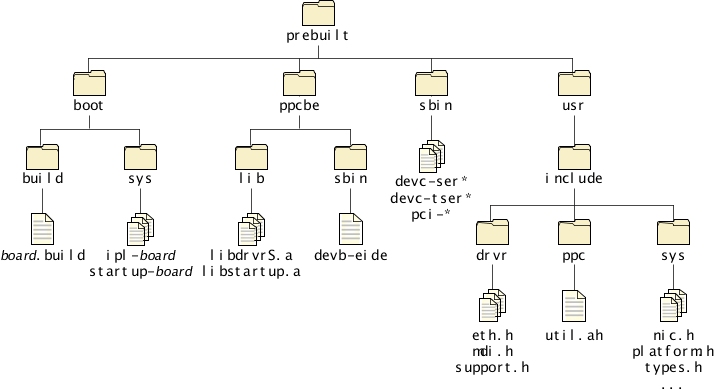 prebuilt
boot ppcbe sbin usr
build sys lib sbin include
devc-ser*
devc-tser*
pci-*
board.build ipl-board libdrvrS.a devb-eide
startup-board libstartup.a
drvr ppc sys
eth.h util.ah nic.h
mdi.h platform.h
support.h types.h
...